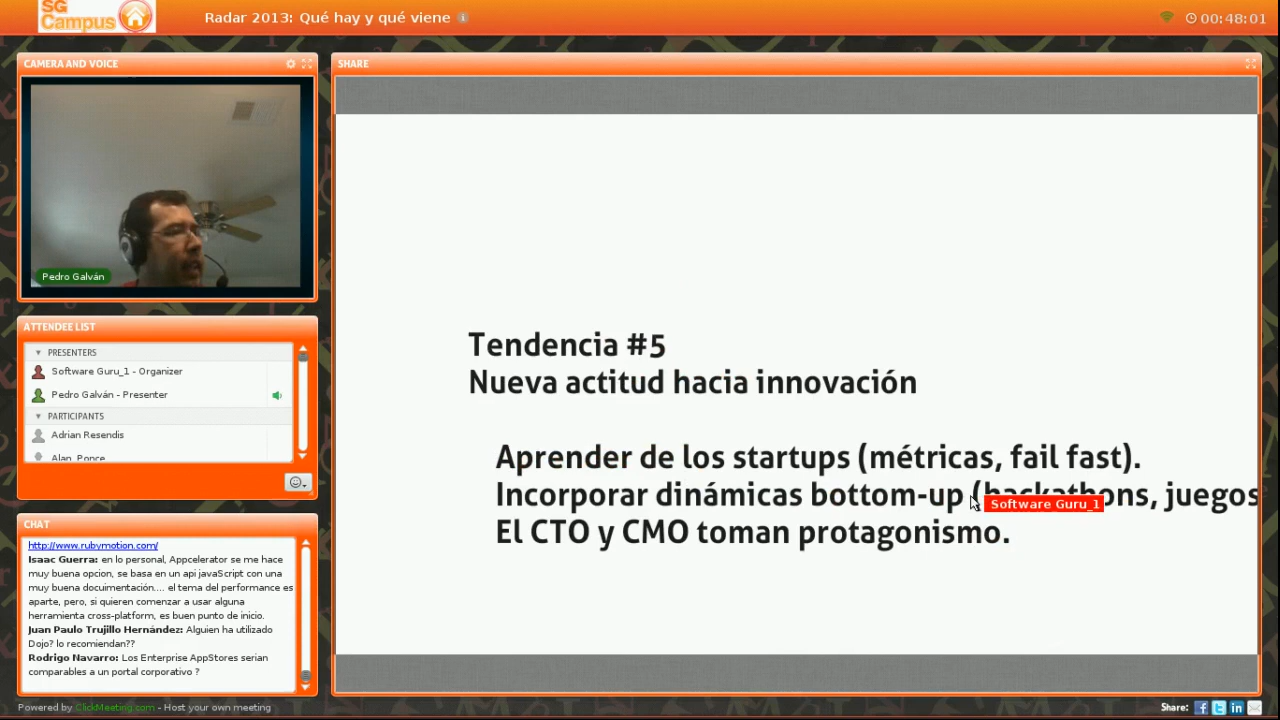 SG
Campus
Radar 2013: Qué hay y qué viene
00:48:01
CAMERA AND VOICE
Pedro Galván
ATTENDEE LIST
PRESENTERS
Software Guru_1 - Organizer
Pedro Galván - Presenter
PARTICIPANTS
Adrian Resendis
Alan Ponce
CHAT
http://www.rubymotion.com/
Isaac Guerra: en lo personal, Appcelerator se me hace
muy buena opcion, se basa en un api javaScript con una
muy buena docuimentación.... el tema del performance es
aparte, pero, si quieren comenzar a usar alguna
herramienta cross-platform, es buen punto de inicio.
Juan Paulo Trujillo Hernández: Alguien ha utilizado
Dojo? lo recomiendan??
Rodrigo Navarro: Los Enterprise AppStores serian
comparables a un portal corporativo ?
SHARE
Tendencia #5
Nueva actitud hacia innovación
Aprender de los startups (métricas, fail fast).
Incorporar dinámicas bottom-up (hackathons, juegos
Software Guru_1
El CTO y CMO toman protagonismo.
Powered by ClickMeeting.com - Host your own meeting
Share: